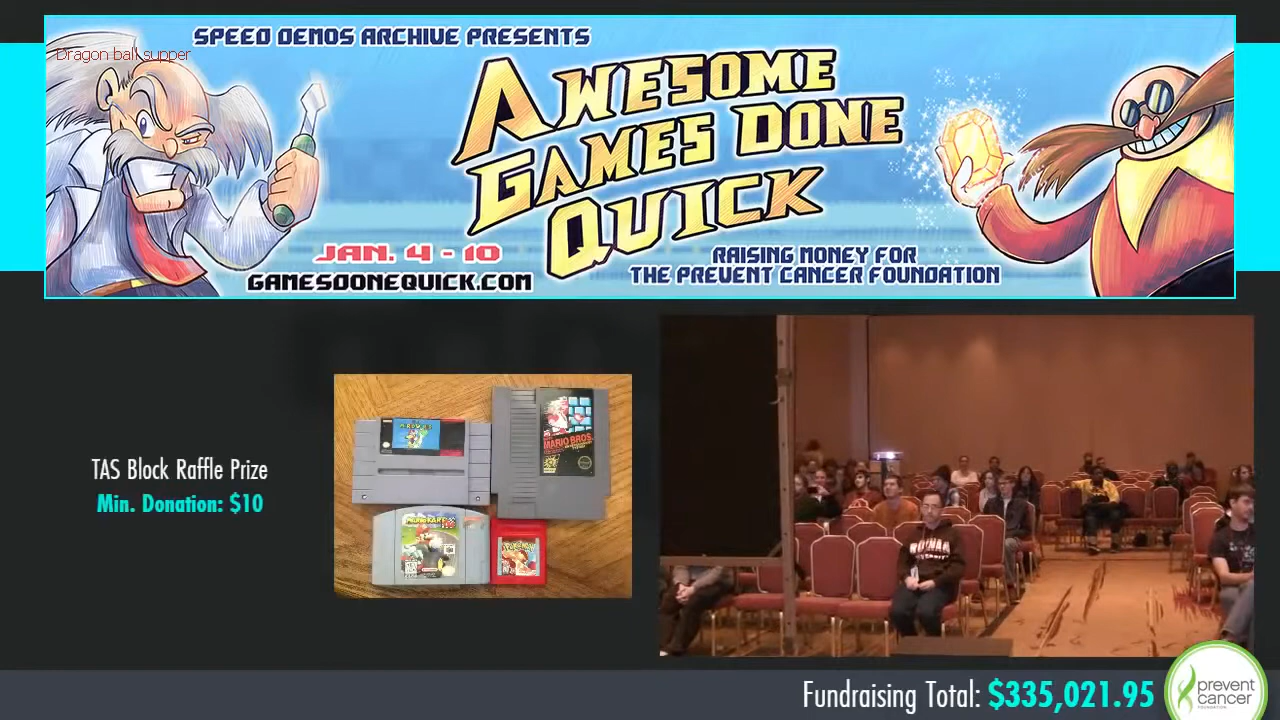 SPEED DEMOS ARCHIVE PRESENTS
Dragon ball supper
AWESOME
GAMES DONE
QUICK
JAN. 4 - 10
GAMESDONEQUICK.COM
RAISING MONEY FOR
THE PREVENT CANCER FOUNDATION
TAS Block Raffle Prize
Min. Donation: $10
MARIO BROS.
Fundraising Total: $335,021.95
prevent
cancer